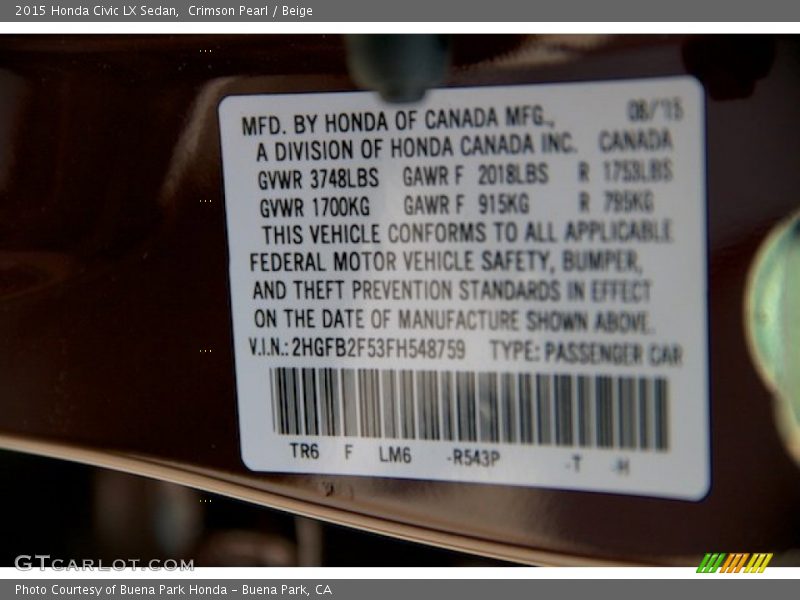 2015 Honda Civic LX Sedan, Crimson Pearl / Beige
MFD. BY HONDA OF CANADA MFG., 08/'15
A DIVISION OF HONDA CANADA INC. CANADA
GVWR 3748LBS GAWR F 2018LBS R 1753LBS
GVWR 1700KG GAWR F 915KG R 795KG
THIS VEHICLE CONFORMS TO ALL APPLICABLE
FEDERAL MOTOR VEHICLE SAFETY, BUMPER,
AND THEFT PREVENTION STANDARDS IN EFFECT
ON THE DATE OF MANUFACTURE SHOWN ABOVE.
V.I.N.: 2HGFB2F53FH548759 TYPE: PASSENGER CAR
TR6 F LM6 -R543P -T -H
GTCARLOT.COM
Photo Courtesy of Buena Park Honda - Buena Park, CA